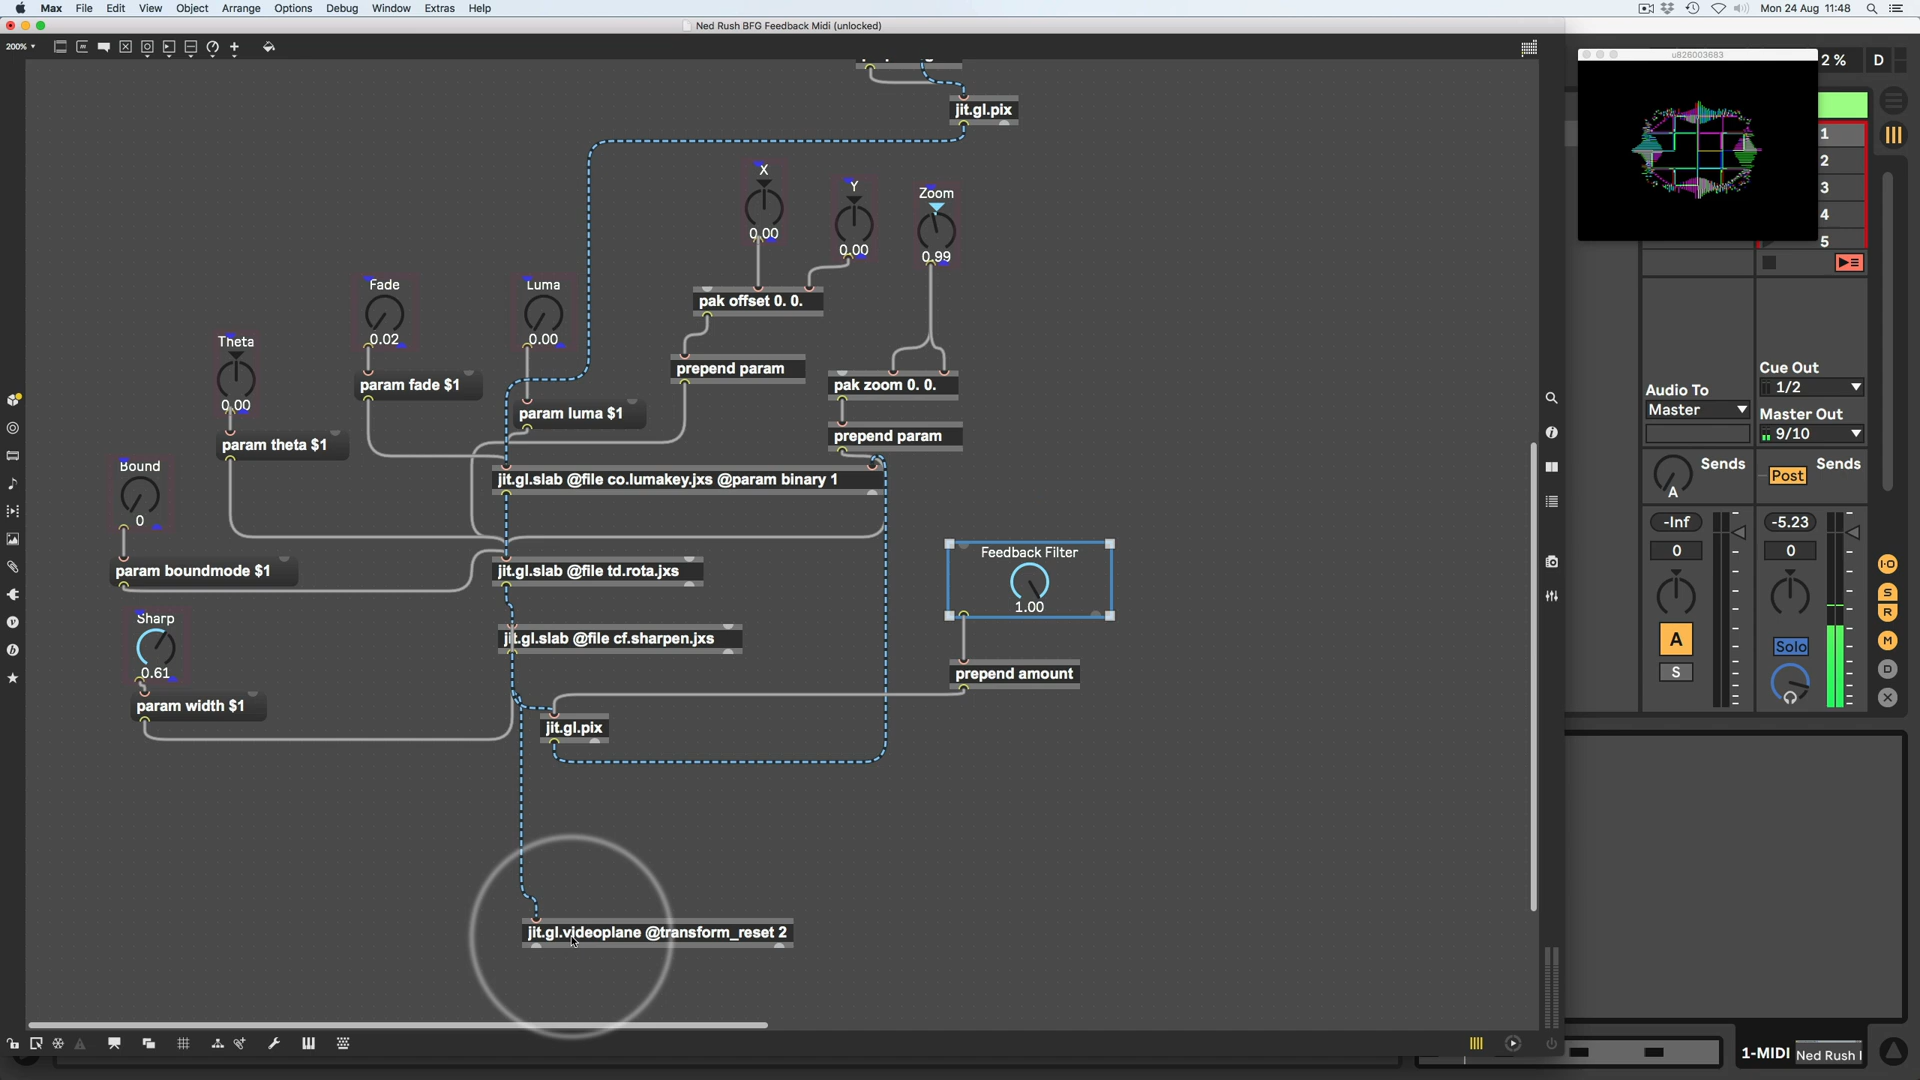 Max File Edit View Object Arrange Options Debug Window Extras Help
Mon 24 Aug 11:48
Ned Rush BFG Feedback Midi (unlocked)
200%
u826003683
2 %
D
jit.gl.pix
X
0.00
Y
0.00
Zoom
0.99
1
2
3
4
5
Fade
0.02
Luma
0.00
pak offset 0. 0.
Theta
0.00
param fade $1
prepend param
pak zoom 0. 0.
param luma $1
prepend param
param theta $1
Bound
0
jit.gl.slab @file co.lumakey.jxs @param binary 1
param boundmode $1
jit.gl.slab @file td.rota.jxs
Feedback Filter
1.00
Sharp
0.61
jit.gl.slab @file cf.sharpen.jxs
prepend amount
param width $1
jit.gl.pix
jit.gl.videoplane @transform_reset 2
Cue Out
Audio To
1/2
Master
Master Out
9/10
Sends
A
Post
Sends
-Inf
0
-5.23
0
A
S
Solo
I·O
S
R
M
D
X
1-MIDI
Ned Rush I